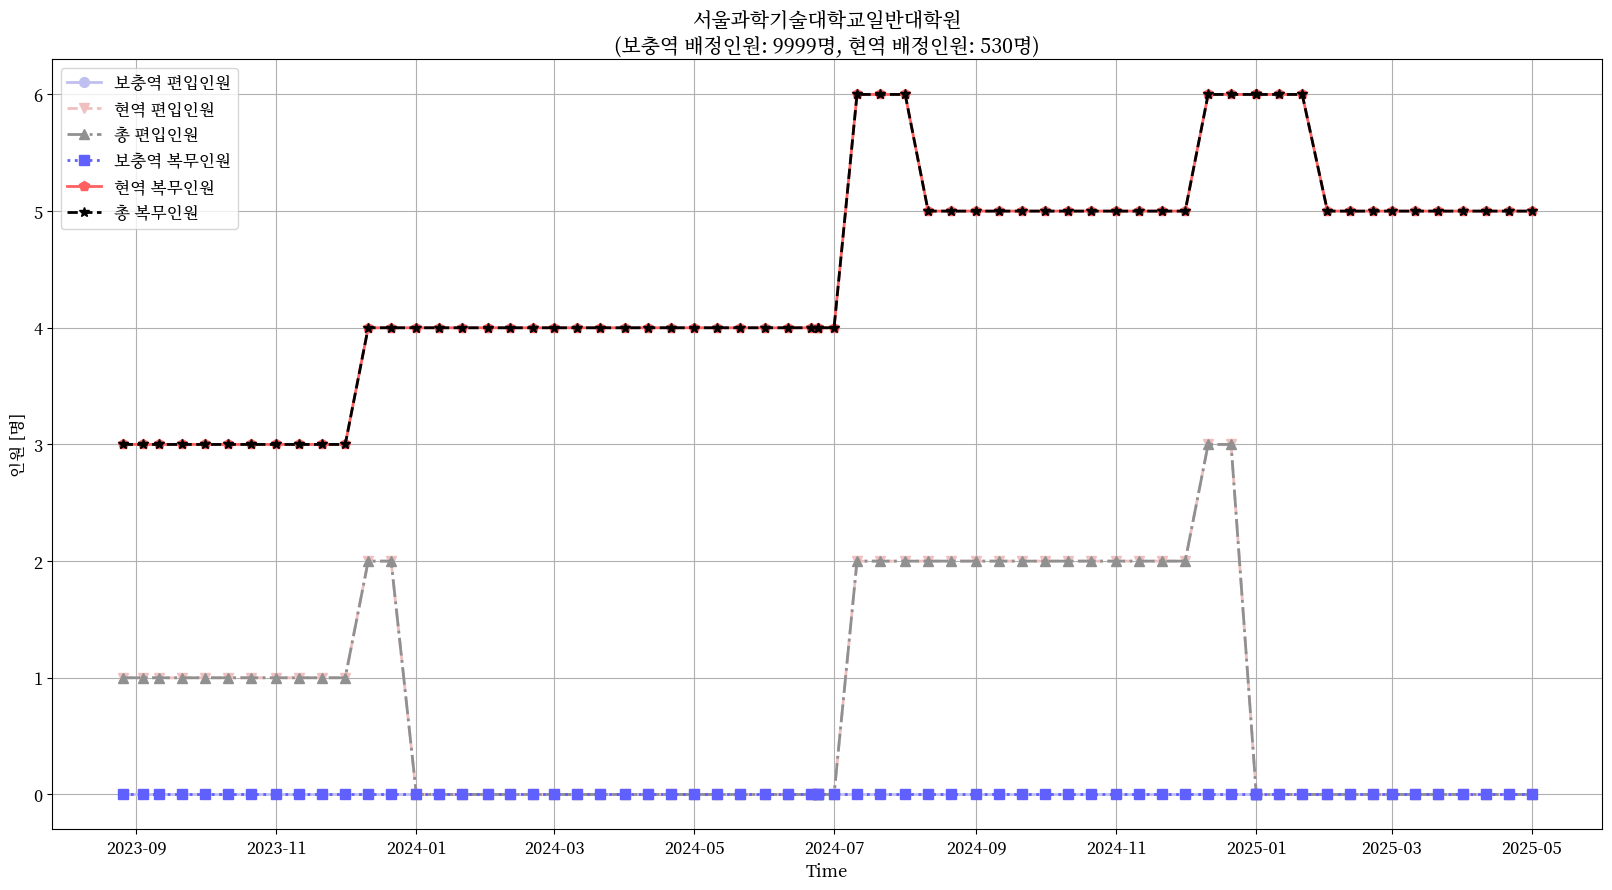 서울과학기술대학교일반대학원
(보충역 배정인원: 9999명, 현역 배정인원: 530명)
보충역 편입인원
현역 편입인원
총 편입인원
보충역 복무인원
현역 복무인원
총 복무인원
인원 [명]
6
5
4
3
2
1
0
2023-09 2023-11 2024-01 2024-03 2024-05 2024-07 2024-09 2024-11 2025-01 2025-03 2025-05
Time